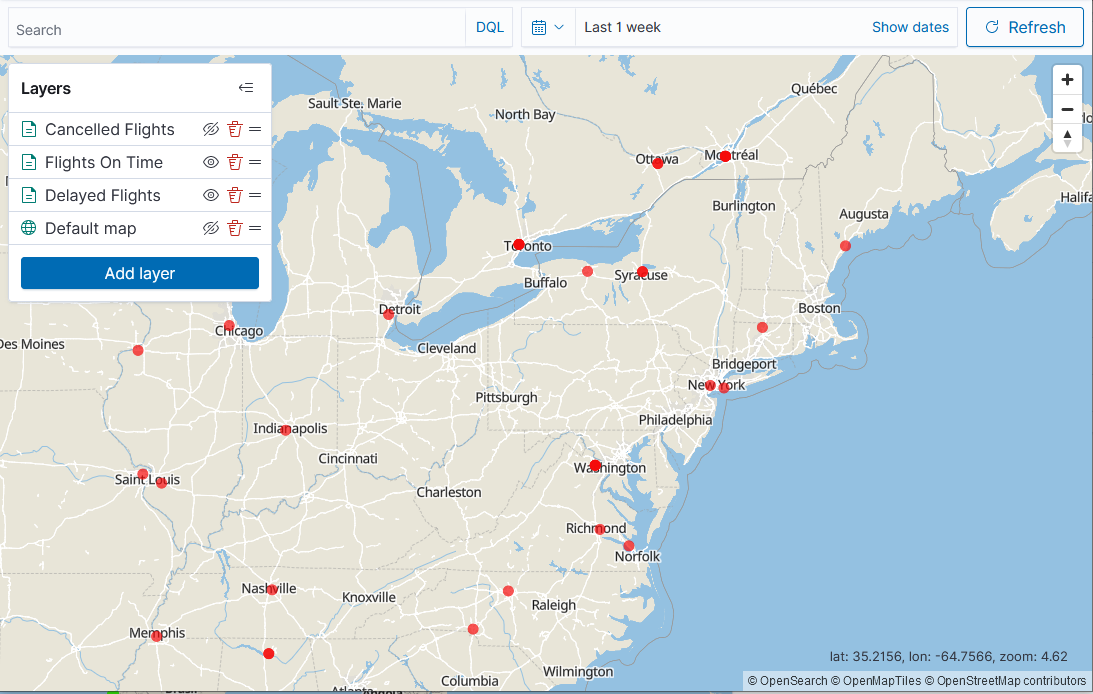 Search
DQL
Last 1 week
Show dates
Refresh
Layers
Cancelled Flights
Flights On Time
Delayed Flights
Default map
Add layer
Québec
Sault Ste. Marie
North Bay
Ottawa
Montréal
Halifa
Burlington
Augusta
Toronto
Syracuse
Buffalo
Detroit
Boston
Chicago
Des Moines
Cleveland
Bridgeport
New York
Pittsburgh
Philadelphia
Indianapolis
Cincinnati
Washington
Saint Louis
Charleston
Richmond
Norfolk
Nashville
Knoxville
Raleigh
Memphis
lat: 35.2156, lon: -64.7566, zoom: 4.62
Wilmington
Columbia
© OpenSearch © OpenMapTiles © OpenStreetMap contributors
Atlanta